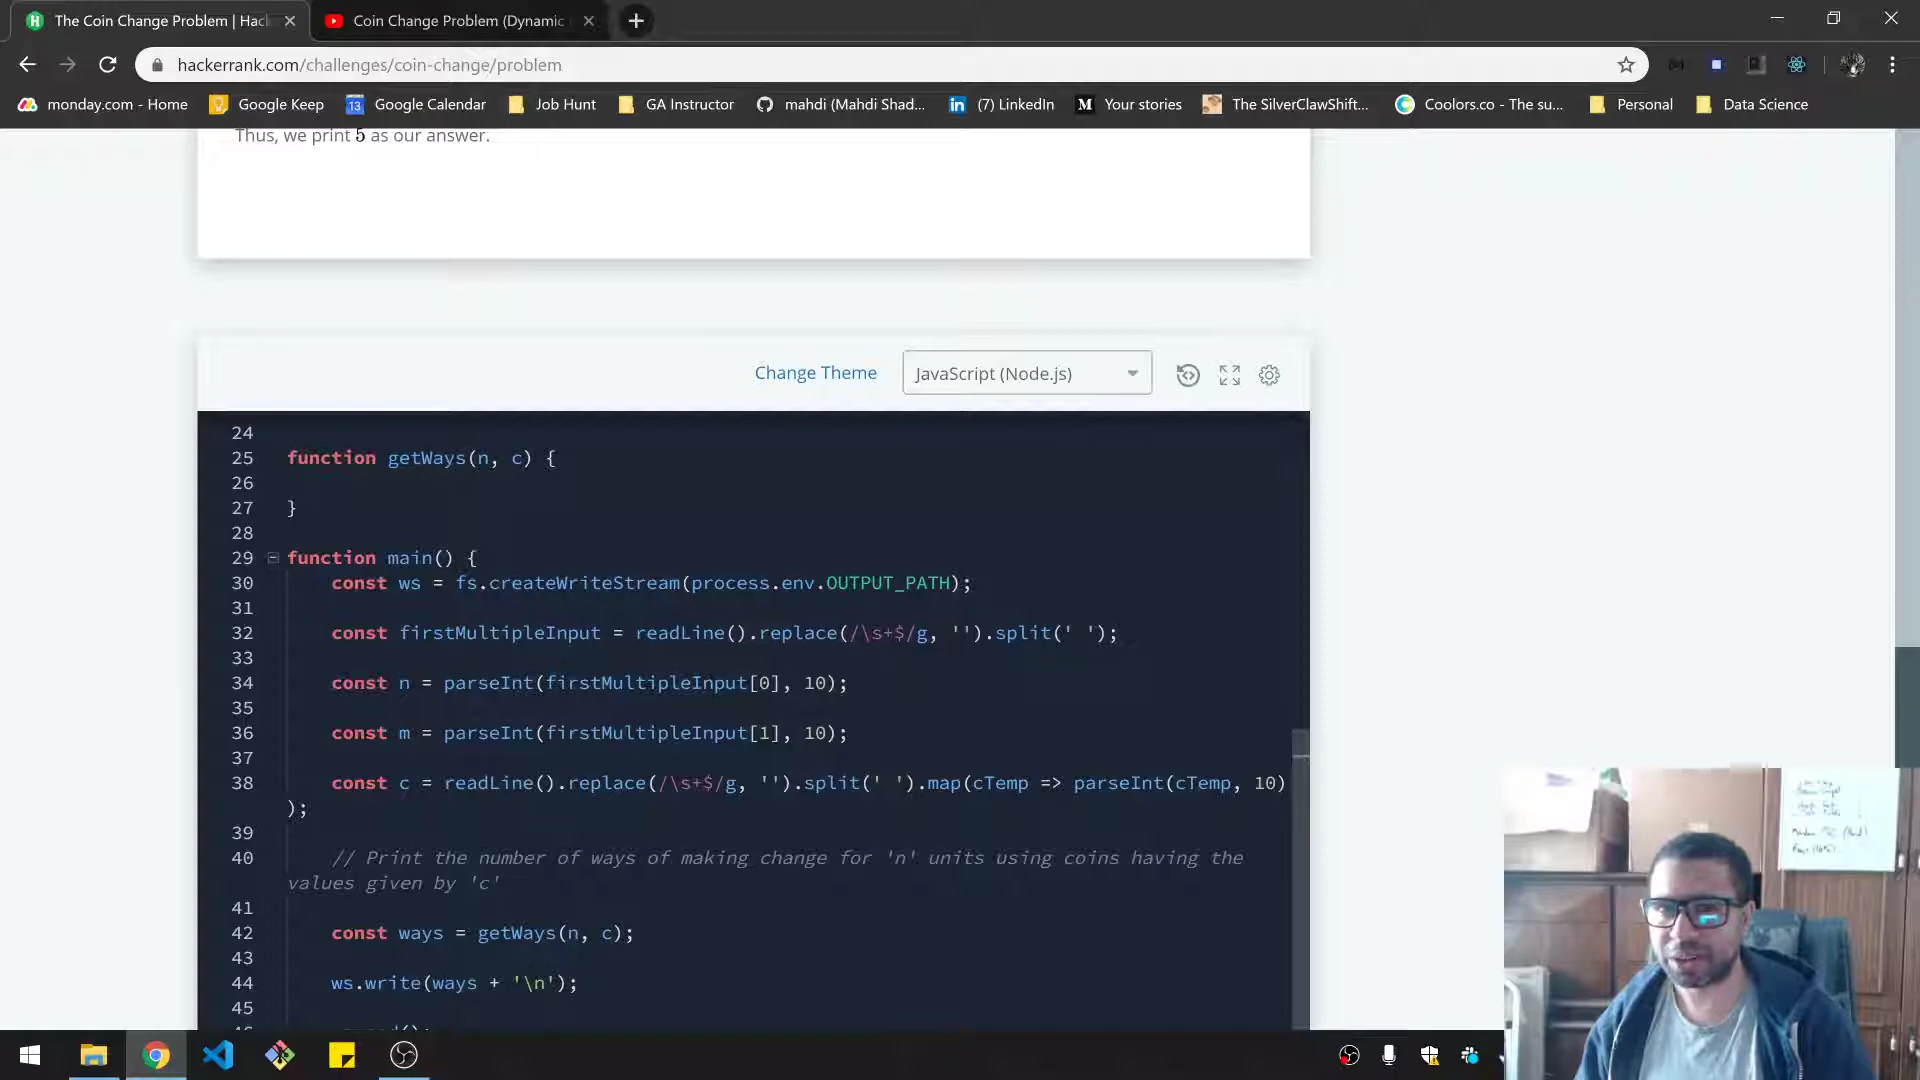 The Coin Change Problem | Hac
Coin Change Problem (Dynamic
hackerrank.com/challenges/coin-change/problem
monday.com - Home
Google Keep
13 Google Calendar
Job Hunt
GA Instructor
mahdi (Mahdi Shad...
(7) LinkedIn
Your stories
The SilverClawShift...
Coolors.co - The su...
Personal
Data Science
Thus, we print 5 as our answer.
Change Theme
JavaScript (Node.js)
24
25 function getWays(n, c) {
26
27 }
28
29 function main() {
30 const ws = fs.createWriteStream(process.env.OUTPUT_PATH);
31
32 const firstMultipleInput = readLine().replace(/\s+$/g, '').split(' ');
33
34 const n = parseInt(firstMultipleInput[0], 10);
35
36 const m = parseInt(firstMultipleInput[1], 10);
37
38 const c = readLine().replace(/\s+$/g, '').split(' ').map(cTemp => parseInt(cTemp, 10)
);
39
40 // Print the number of ways of making change for 'n' units using coins having the
values given by 'c'
41
42 const ways = getWays(n, c);
43
44 ws.write(ways + '\n');
45